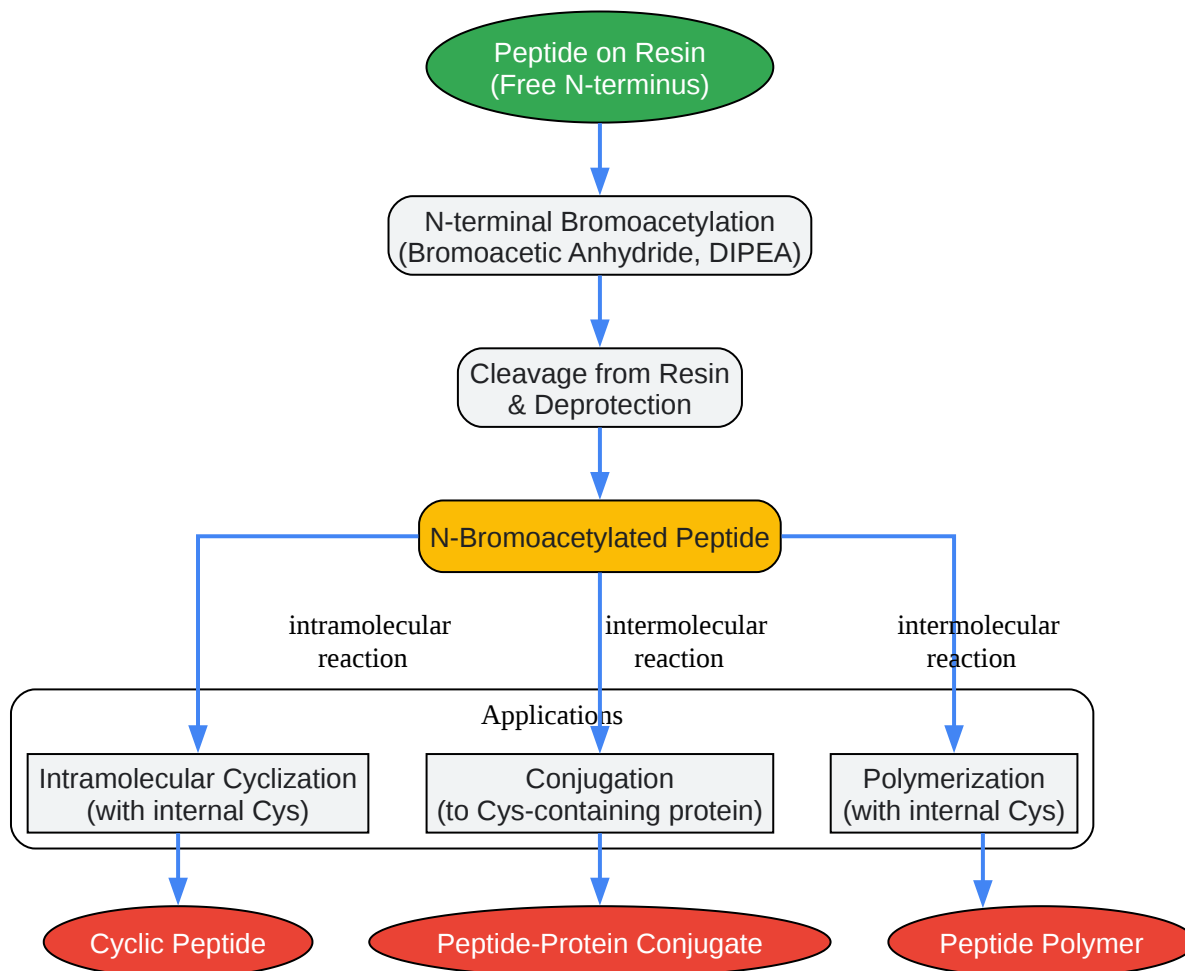 Peptide on Resin
(Free N-terminus)
N-terminal Bromoacetylation
(Bromoacetic Anhydride, DIPEA)
Cleavage from Resin
& Deprotection
N-Bromoacetylated Peptide
intramolecular
reaction
intermolecular
reaction
intermolecular
reaction
Applications
Intramolecular Cyclization
(with internal Cys)
Conjugation
(to Cys-containing protein)
Polymerization
(with internal Cys)
Cyclic Peptide
Peptide-Protein Conjugate
Peptide Polymer